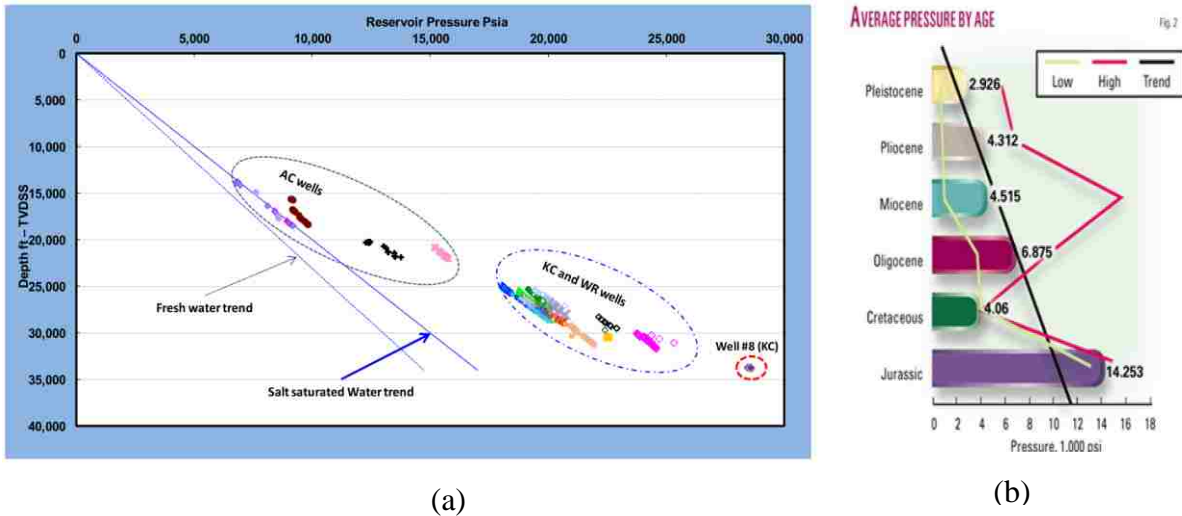 Reservoir Pressure Psia
0 5,000 10,000 15,000 20,000 25,000 30,000
0
5,000
10,000
15,000
20,000
25,000
30,000
35,000
40,000
Depth ft – TVDSS
AC wells
KC and WR wells
Fresh water trend
Well #8 (KC)
Salt saturated Water trend
(a)
AVERAGE PRESSURE BY AGE
Fig. 2
Low High Trend
Pleistocene 2.926
Pliocene 4.312
Miocene 4.515
Oligocene 6.875
Cretaceous 4.06
Jurassic 14.253
0 2 4 6 8 10 12 14 16 18
Pressure, 1,000 psi
(b)